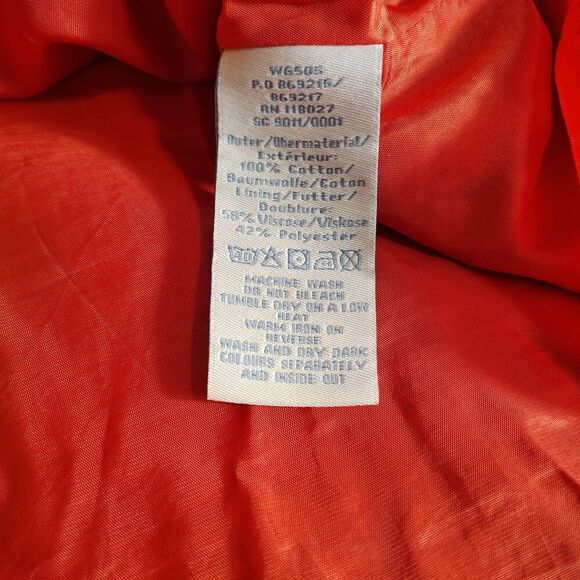 WG505
P.O 869216/
869217
RN 118027
SC 9011/0001
Outer/Obermaterial/
Extérieur:
100% Cotton/
Baumwolle/Coton
Lining/Futter/
Doublure:
58% Viscose/Viskose
42% Polyester
MACHINE WASH
DO NOT BLEACH
TUMBLE DRY ON A LOW
HEAT
WARM IRON ON
REVERSE
WASH AND DRY DARK
COLOURS SEPARATELY
AND INSIDE OUT